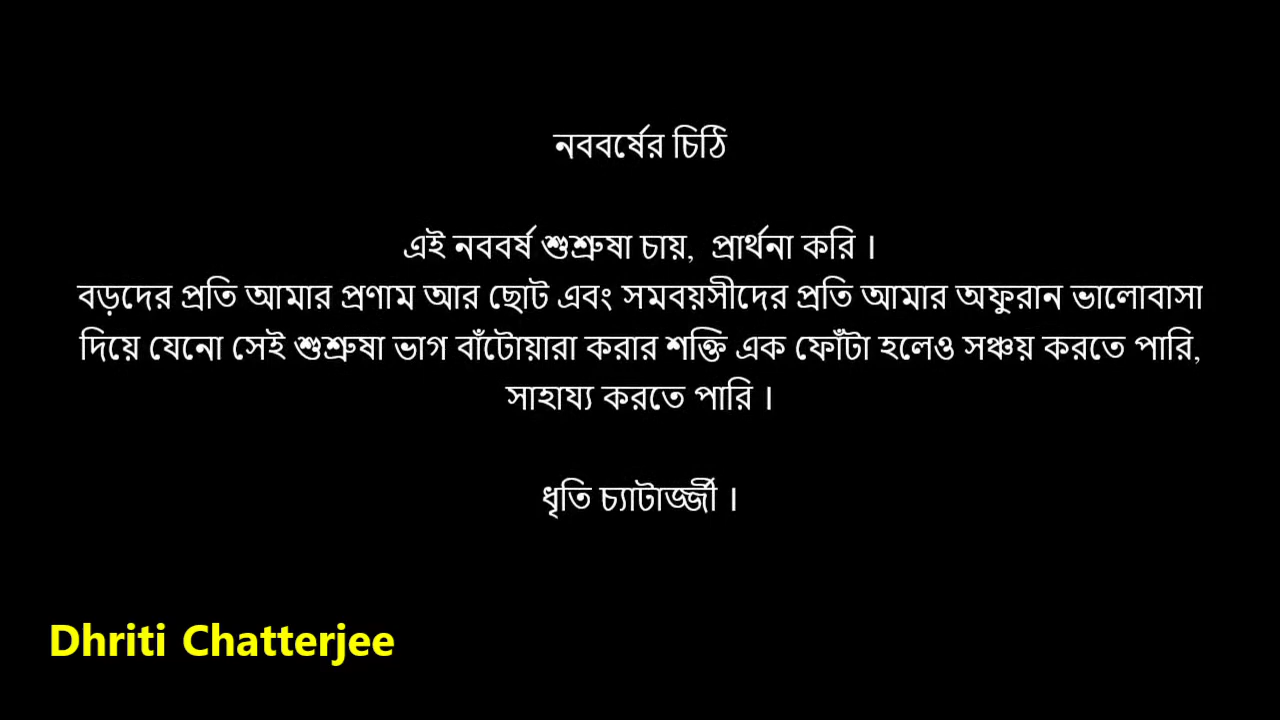 নববর্ষের চিঠি
এই নববর্ষ শুশ্রুষা চায়,  প্রার্থনা করি ।
বড়দের প্রতি আমার প্রণাম আর ছোট এবং সমবয়সীদের প্রতি আমার অফুরান ভালোবাসা
দিয়ে যেনো সেই শুশ্রুষা ভাগ বাঁটোয়ারা করার শক্তি এক ফোঁটা হলেও সঞ্চয় করতে পারি,
সাহায্য করতে পারি ।
ধৃতি চ্যাটার্জ্জী ।
Dhriti Chatterjee